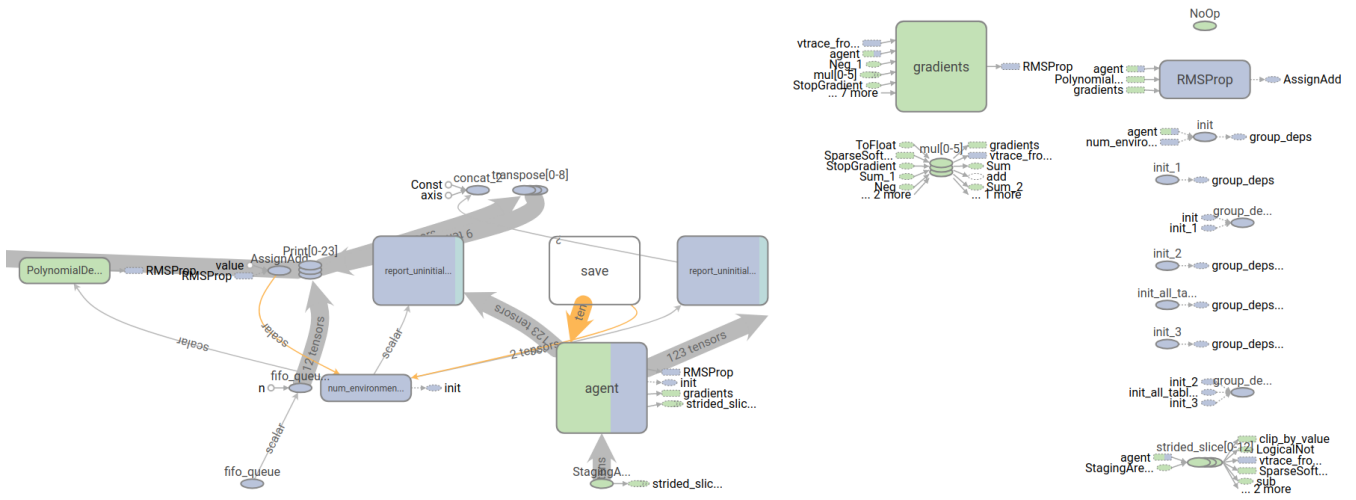 NoOp
vtrace_fro...
agent
Neg_1
mul[0-5]
StopGradient
... 7 more
gradients
RMSProp
agent
Polynomial...
gradients
RMSProp
AssignAdd
init
agent
num_enviro...
group_deps
mul[0-5]
ToFloat
SparseSoft...
StopGradient
Sum_1
Neg
... 2 more
gradients
vtrace_fro...
Sum
add
Sum_2
... 1 more
init_1
group_deps
group_de...
init
init_1
init_2
group_deps...
init_all_ta...
group_deps...
init_3
group_deps...
group_de...
init_2
init_all_tabl...
init_3
strided_slice[0-12]
agent
StagingAre...
clip_by_value
LogicalNot
vtrace_fro...
SparseSoft...
sub
... 2 more
concat_2
transpose[0-8]
Const
axis
PolynomialDe...
RMSProp
value
RMSProp
AssignAdd
Print[0-23]
report_uninitial...
save
report_uninitial...
scalar
scalar
12 tensors
scalar
123 tensors
2 tensors
ten
123 tensors
fifo_queu...
n
num_environmen...
init
agent
RMSProp
init
gradients
strided_slic...
scalar
fifo_queue
StagingA...
strided_slic...